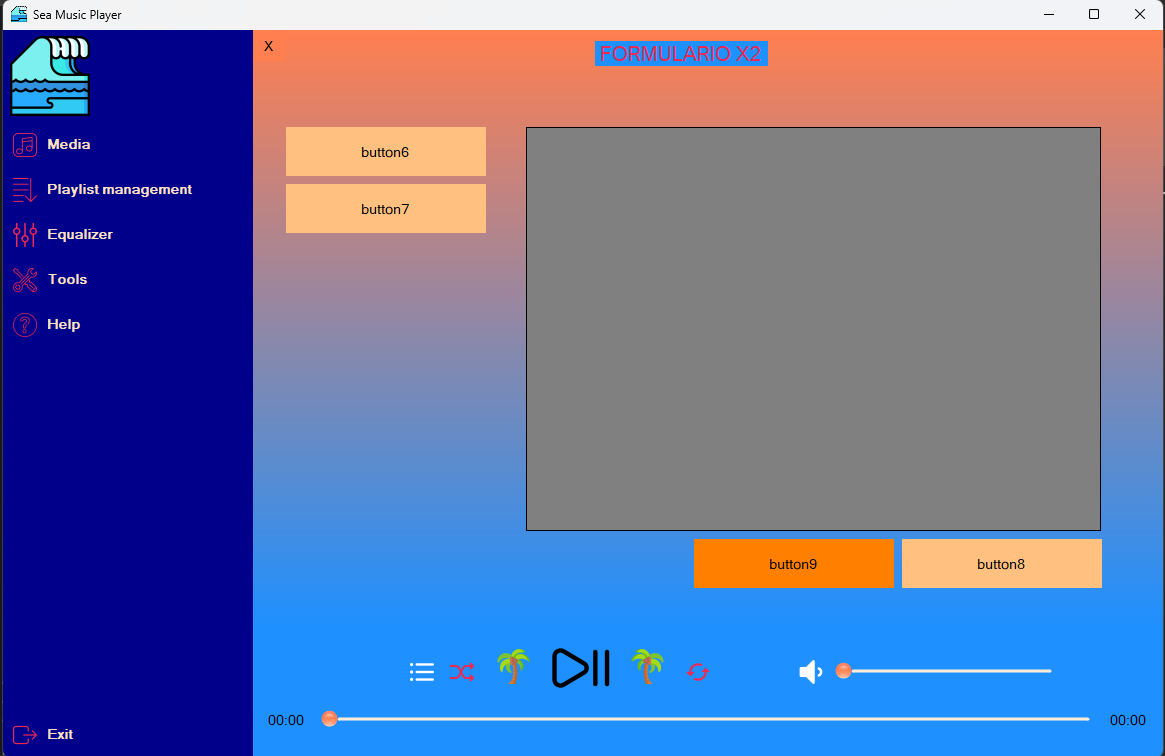 Sea Music Player
X
FORMULARIO X2
Media
Playlist management
Equalizer
Tools
Help
Exit
button6
button7
button9
button8
00:00
00:00